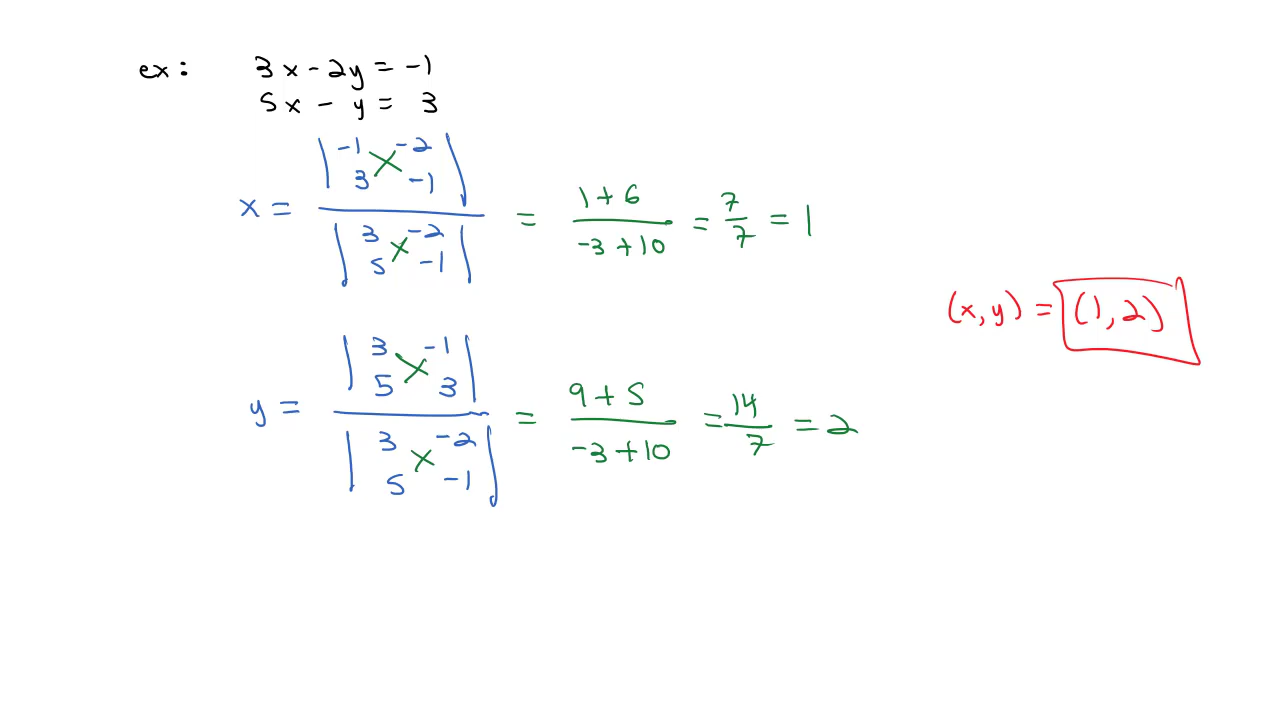 ex: 3x - 2y = -1
5x - y = 3
x = | -1 -2 |
| 3 -1 |
| 3 -2 |
| 5 -1 |
= 1 + 6 / -3 + 10 = 7/7 = 1
(x, y) = (1, 2)
y = | 3 -1 |
| 5 3 |
| 3 -2 |
| 5 -1 |
= 9 + 5 / -3 + 10 = 14/7 = 2